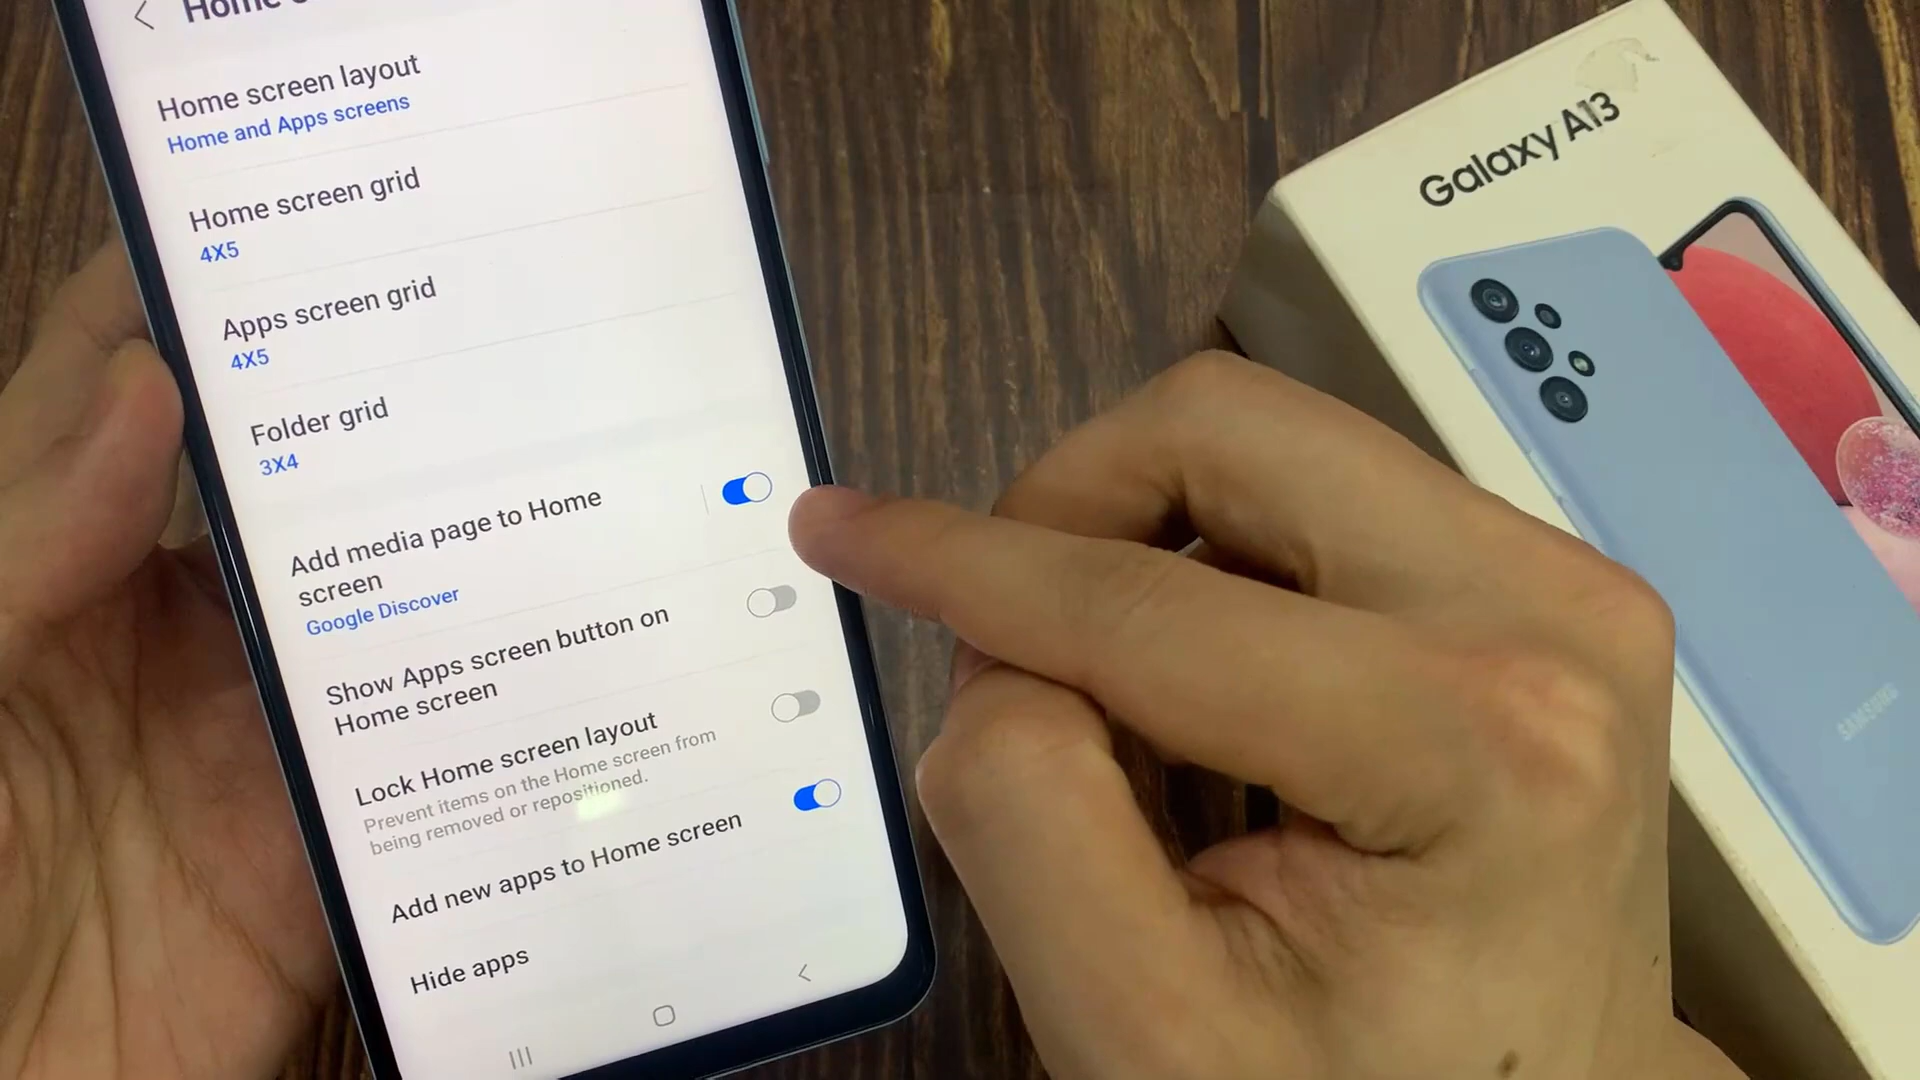 Home
Home screen layout
Home and Apps screens
Home screen grid
4X5
Apps screen grid
4X5
Folder grid
3X4
Add media page to Home
screen
Google Discover
Show Apps screen button on
Home screen
Lock Home screen layout
Prevent items on the Home screen from
being removed or repositioned.
Add new apps to Home screen
Hide apps
Galaxy A13
SAMSUNG